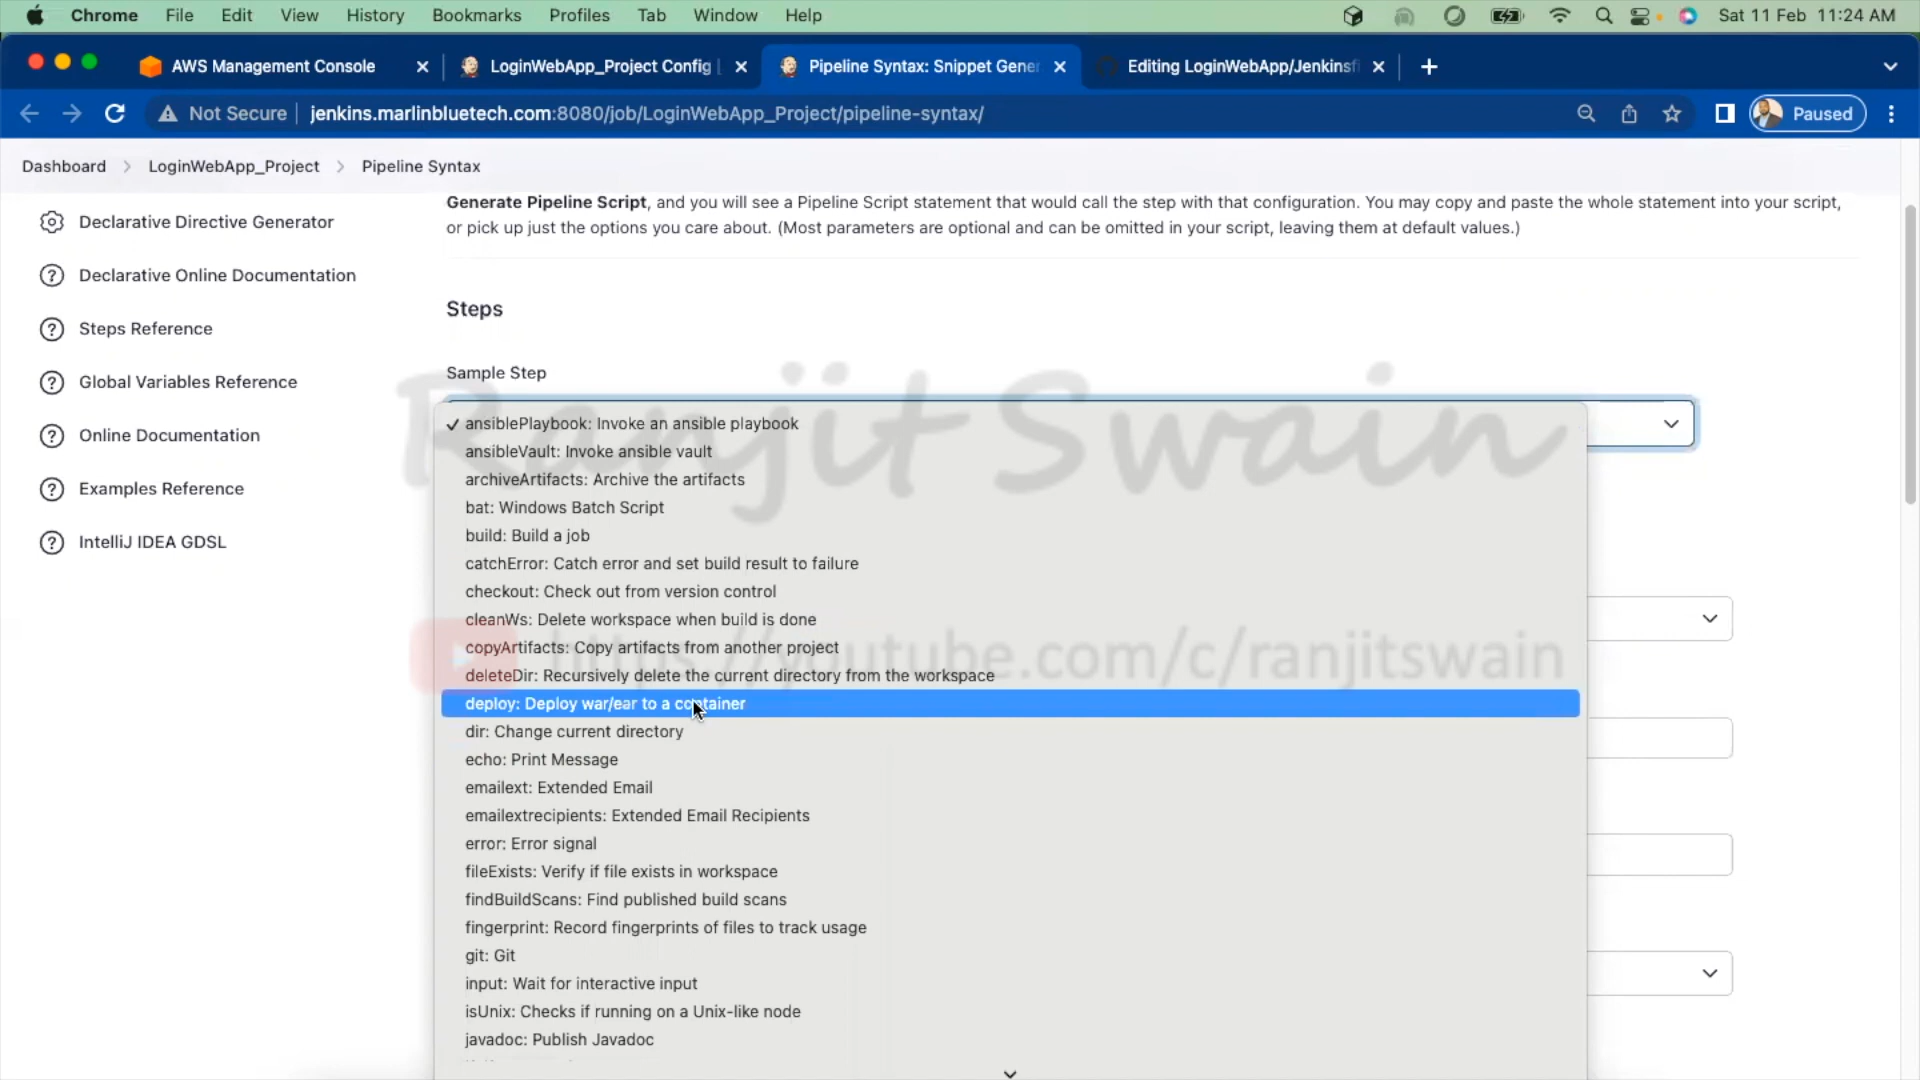 Chrome File Edit View History Bookmarks Profiles Tab Window Help Sat 11 Feb 11:24 AM
AWS Management Console LoginWebApp_Project Config Pipeline Syntax: Snippet Gene Editing LoginWebApp/Jenkinsf
Not Secure jenkins.marlinbluetech.com:8080/job/LoginWebApp_Project/pipeline-syntax/ Paused
Dashboard LoginWebApp_Project Pipeline Syntax
Declarative Directive Generator
Declarative Online Documentation
Steps Reference
Global Variables Reference
Online Documentation
Examples Reference
IntelliJ IDEA GDSL
Generate Pipeline Script, and you will see a Pipeline Script statement that would call the step with that configuration. You may copy and paste the whole statement into your script,
or pick up just the options you care about. (Most parameters are optional and can be omitted in your script, leaving them at default values.)
Steps
Sample Step
Ranjit Swain
ansiblePlaybook: Invoke an ansible playbook
ansibleVault: Invoke ansible vault
archiveArtifacts: Archive the artifacts
bat: Windows Batch Script
build: Build a job
catchError: Catch error and set build result to failure
checkout: Check out from version control
cleanWs: Delete workspace when build is done
copyArtifacts: Copy artifacts from another project
https://youtube.com/c/ranjitswain
deleteDir: Recursively delete the current directory from the workspace
deploy: Deploy war/ear to a container
dir: Change current directory
echo: Print Message
emailext: Extended Email
emailextrecipients: Extended Email Recipients
error: Error signal
fileExists: Verify if file exists in workspace
findBuildScans: Find published build scans
fingerprint: Record fingerprints of files to track usage
git: Git
input: Wait for interactive input
isUnix: Checks if running on a Unix-like node
javadoc: Publish Javadoc